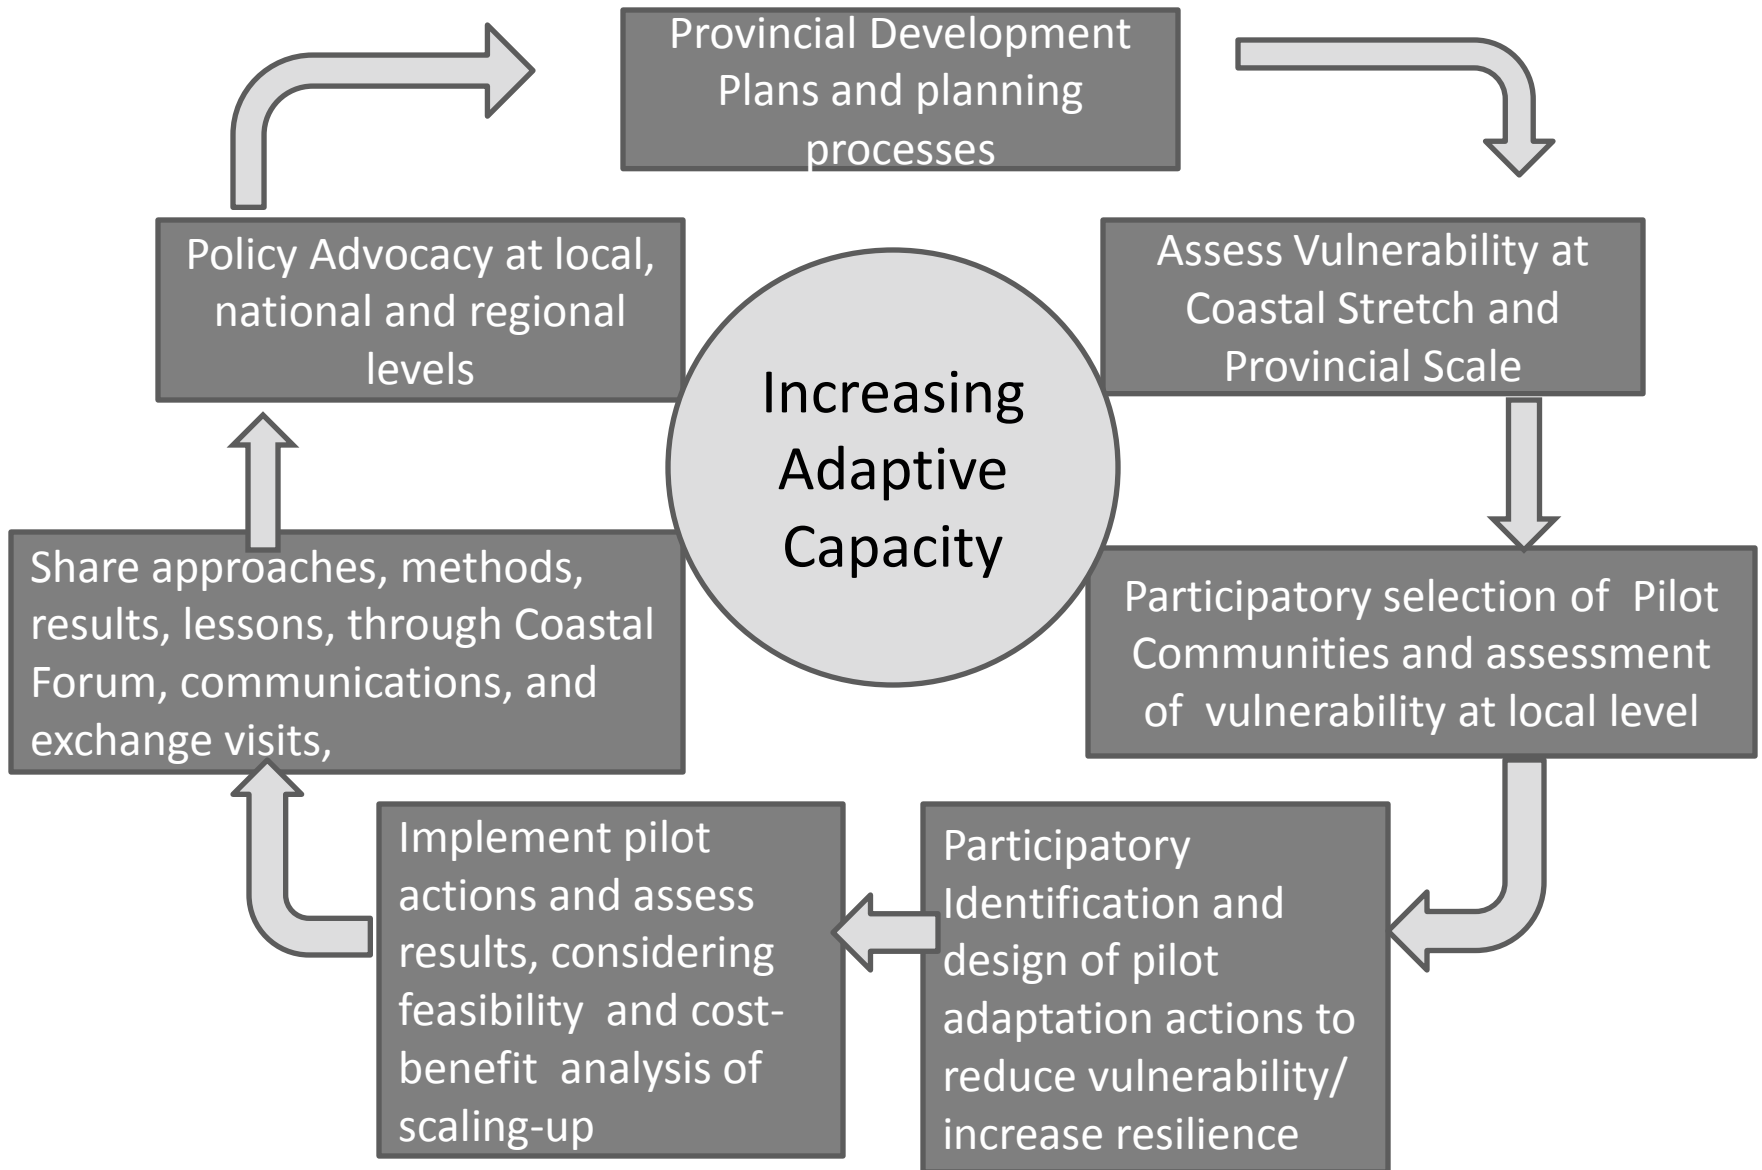 Provincial Development
Plans and planning
processes
Policy Advocacy at local,
national and regional
levels
Assess Vulnerability at
Coastal Stretch and
Provincial Scale
Increasing
Adaptive
Capacity
Share approaches, methods,
results, lessons, through Coastal
Forum, communications, and
exchange visits,
Participatory selection of  Pilot
Communities and assessment
of  vulnerability at local level
Implement pilot
actions and assess
results, considering
feasibility  and cost-
benefit  analysis of
scaling-up
Participatory
Identification and
design of pilot
adaptation actions to
reduce vulnerability/
increase resilience